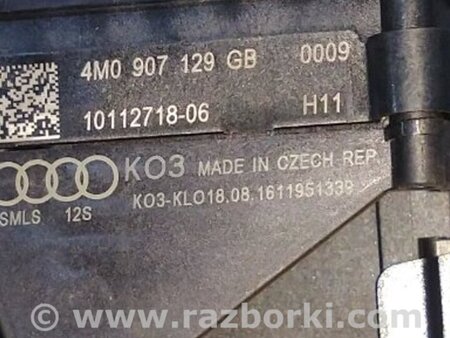 4M0 907 129 GB 0009
10112718-06 H11
KO3 MADE IN CZECH REP
KO3-KLO18.08,1611951339
SMLS 12S
© www.razborki.com